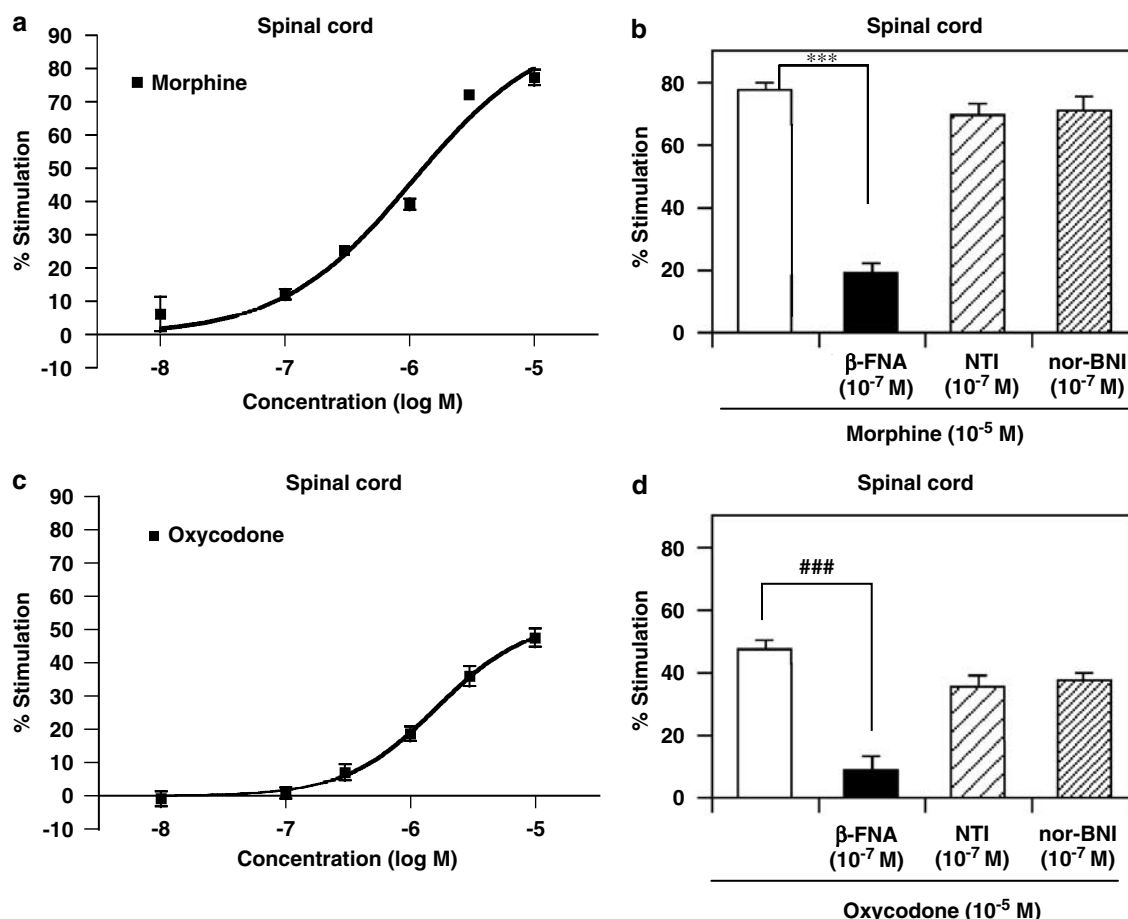 a
Spinal cord
Morphine
% Stimulation
90
80
70
60
50
40
30
20
10
0
-10
-8
-7
-6
-5
Concentration (log M)
b
Spinal cord
***
% Stimulation
80
60
40
20
0
β-FNA
(10⁻⁷ M)
NTI
(10⁻⁷ M)
nor-BNI
(10⁻⁷ M)
Morphine (10⁻⁵ M)
c
Spinal cord
Oxycodone
% Stimulation
90
80
70
60
50
40
30
20
10
0
-10
-8
-7
-6
-5
Concentration (log M)
d
Spinal cord
###
% Stimulation
80
60
40
20
0
β-FNA
(10⁻⁷ M)
NTI
(10⁻⁷ M)
nor-BNI
(10⁻⁷ M)
Oxycodone (10⁻⁵ M)